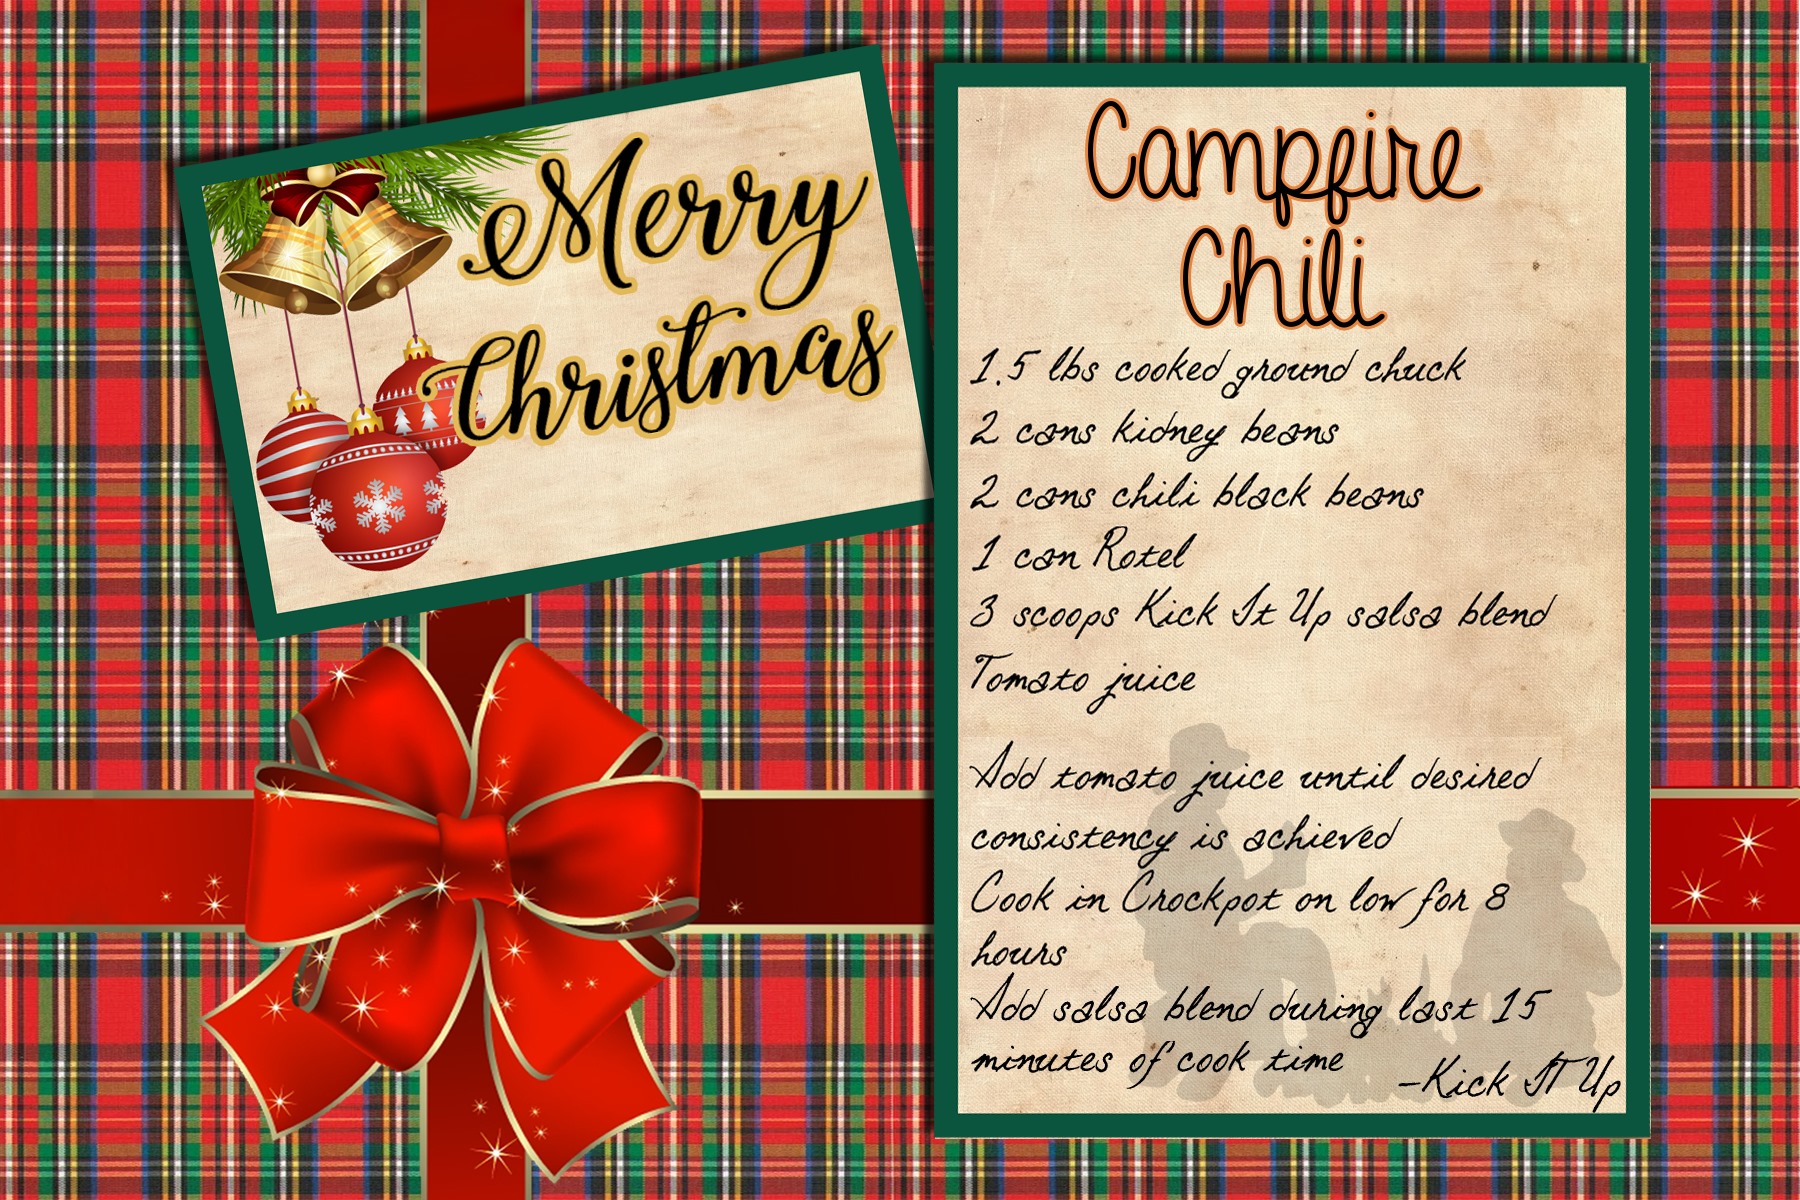 Merry
Christmas
Campfire
Chili
1.5 lbs cooked ground chuck
2 cans kidney beans
2 cans chili black beans
1 can Rotel
3 scoops Kick It Up salsa blend
Tomato juice
Add tomato juice until desired
consistency is achieved
Cook in Crockpot on low for 8
hours
Add salsa blend during last 15
minutes of cook time
-Kick IT Up